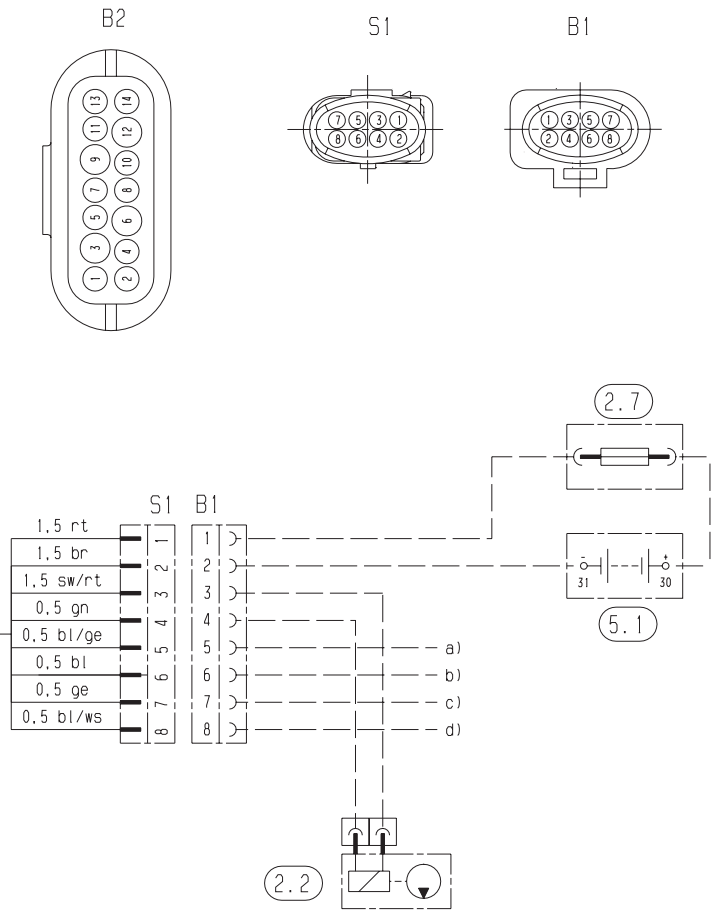 B2
S1
B1
13 14
11 12
9 10
7 8
5 6
3 4
1 2
7 5 3 1
8 6 4 2
1 3 5 7
2 4 6 8
2.7
S1 B1
1,5 rt 1 1
1,5 br 2 2
1,5 sw/rt 3 3
0,5 gn 4 4
0,5 bl/ge 5 5 a)
0,5 bl 6 6 b)
0,5 ge 7 7 c)
0,5 bl/ws 8 8 d)
- +
31 30
5.1
2.2